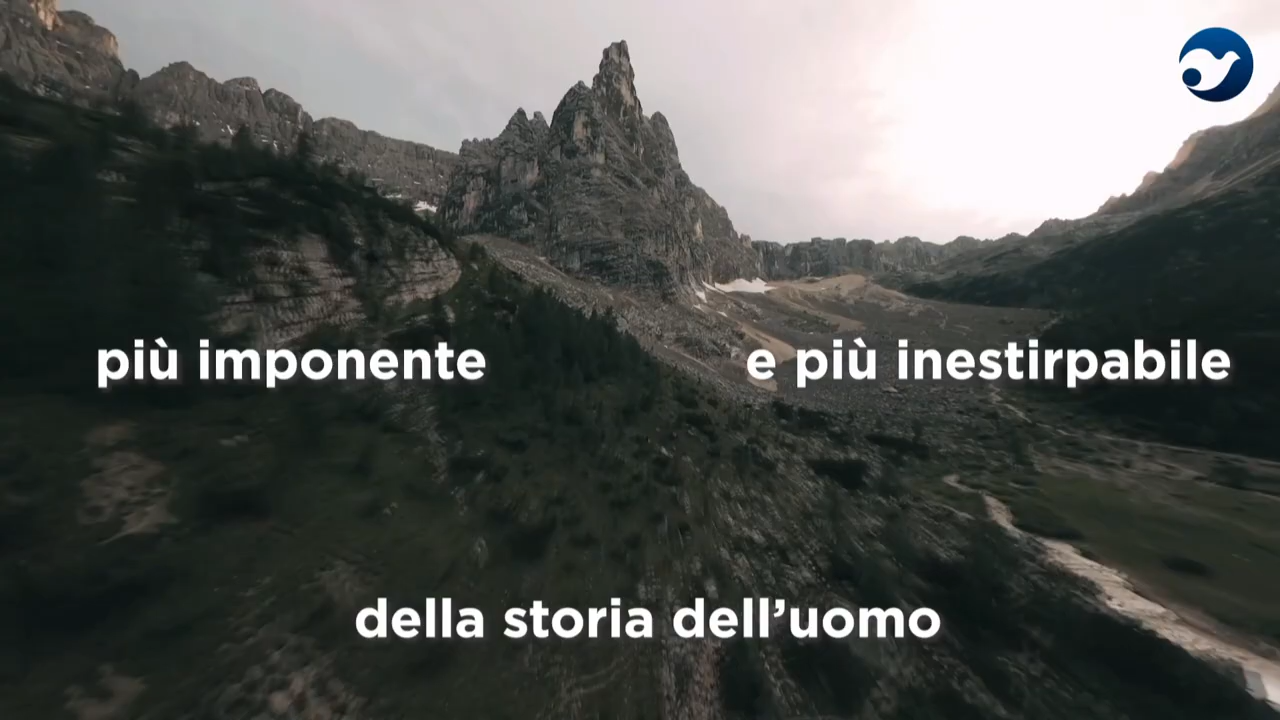 più imponente e più inestirpabile
della storia dell’uomo